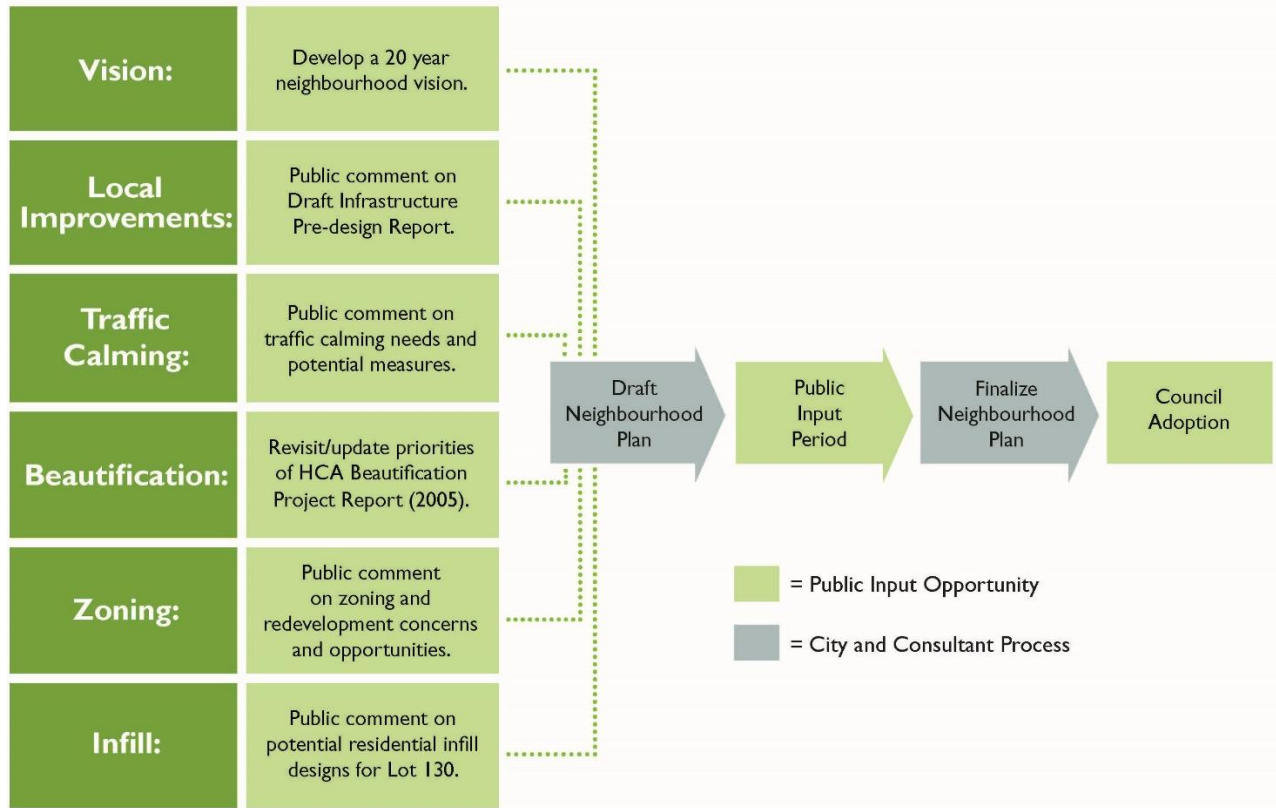 Vision:
Develop a 20 year
neighbourhood vision.
Local
Improvements:
Public comment on
Draft Infrastructure
Pre-design Report.
Traffic
Calming:
Public comment on
traffic calming needs and
potential measures.
Beautification:
Revisit/update priorities
of HCA Beautification
Project Report (2005).
Zoning:
Public comment
on zoning and
redevelopment concerns
and opportunities.
Infill:
Public comment on
potential residential infill
designs for Lot 130.
Draft
Neighbourhood
Plan
Public
Input
Period
Finalize
Neighbourhood
Plan
Council
Adoption
= Public Input Opportunity
= City and Consultant Process